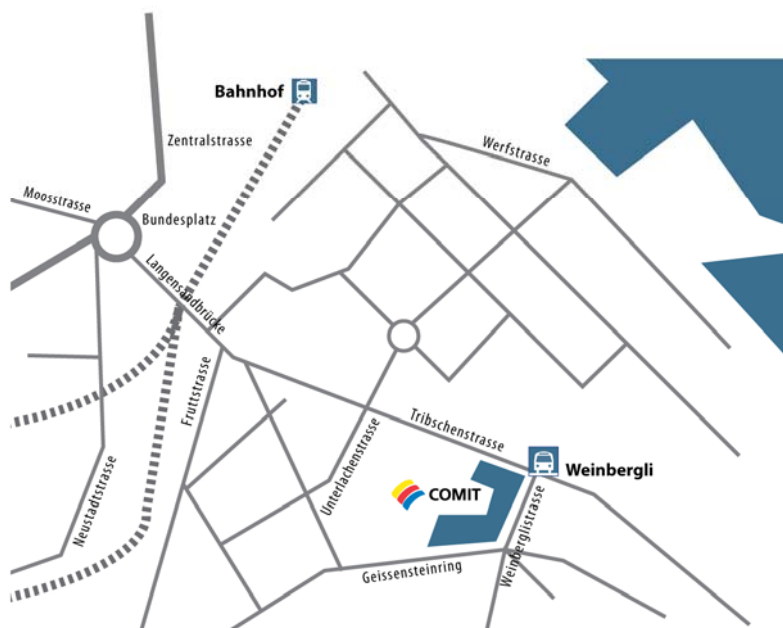 Bahnhof
Zentralstrasse
Werfstrasse
Moosstrasse
Bundesplatz
Langensandbrücke
Fruttstrasse
Tribschenstrasse
Unterlachenstrasse
Neustadtstrasse
Weinbergli
COMIT
Weinberglistrasse
Geissensteinring